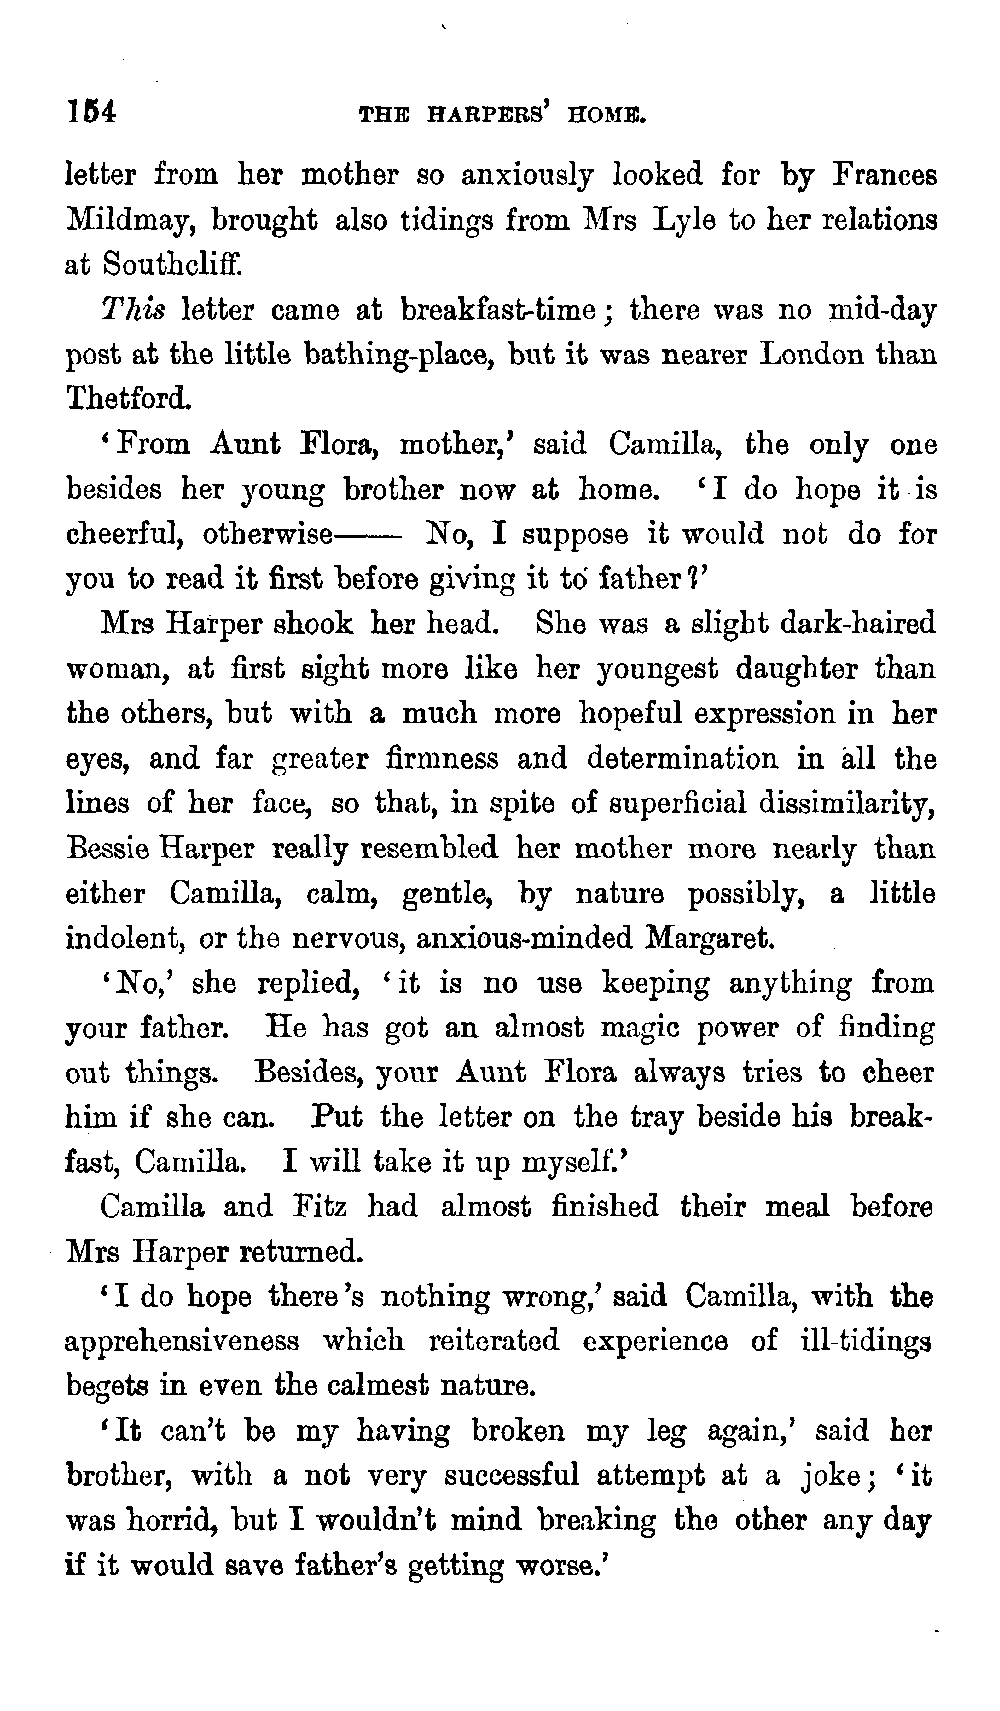 154 THE HARPERS' HOME.
letter from her mother so anxiously looked for by Frances
Mildmay, brought also tidings from Mrs Lyle to her relations
at Southcliff.
This letter came at breakfast-time; there was no mid-day
post at the little bathing-place, but it was nearer London than
Thetford.
‘From Aunt Flora, mother,’ said Camilla, the only one
besides her young brother now at home. ‘I do hope it is
cheerful, otherwise—— No, I suppose it would not do for
you to read it first before giving it to father?’
Mrs Harper shook her head. She was a slight dark-haired
woman, at first sight more like her youngest daughter than
the others, but with a much more hopeful expression in her
eyes, and far greater firmness and determination in all the
lines of her face, so that, in spite of superficial dissimilarity,
Bessie Harper really resembled her mother more nearly than
either Camilla, calm, gentle, by nature possibly, a little
indolent, or the nervous, anxious-minded Margaret.
‘No,’ she replied, ‘it is no use keeping anything from
your father. He has got an almost magic power of finding
out things. Besides, your Aunt Flora always tries to cheer
him if she can. Put the letter on the tray beside his break-
fast, Camilla. I will take it up myself.’
Camilla and Fitz had almost finished their meal before
Mrs Harper returned.
‘I do hope there's nothing wrong,’ said Camilla, with the
apprehensiveness which reiterated experience of ill-tidings
begets in even the calmest nature.
‘It can't be my having broken my leg again,’ said her
brother, with a not very successful attempt at a joke; ‘it
was horrid, but I wouldn't mind breaking the other any day
if it would save father's getting worse.’